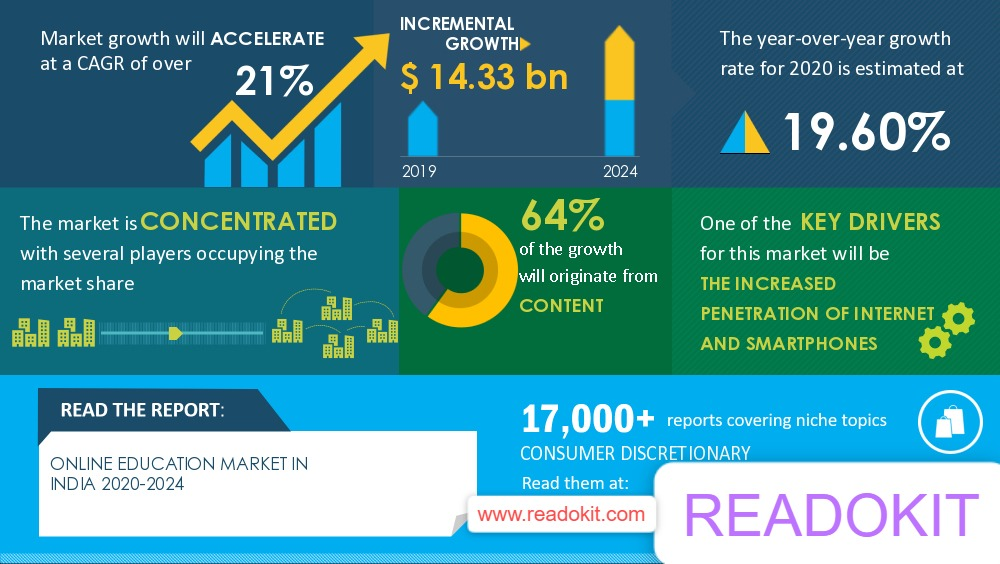 Market growth will ACCELERATE
at a CAGR of over
21%
INCREMENTAL
GROWTH
$ 14.33 bn
2019
2024
The year-over-year growth
rate for 2020 is estimated at
19.60%
The market is CONCENTRATED
with several players occupying the
market share
64%
of the growth
will originate from
CONTENT
One of the KEY DRIVERS
for this market will be
THE INCREASED
PENETRATION OF INTERNET
AND SMARTPHONES
READ THE REPORT:
ONLINE EDUCATION MARKET IN
INDIA 2020-2024
17,000+ reports covering niche topics
CONSUMER DISCRETIONARY
Read them at:
www.readokit.com
READOKIT